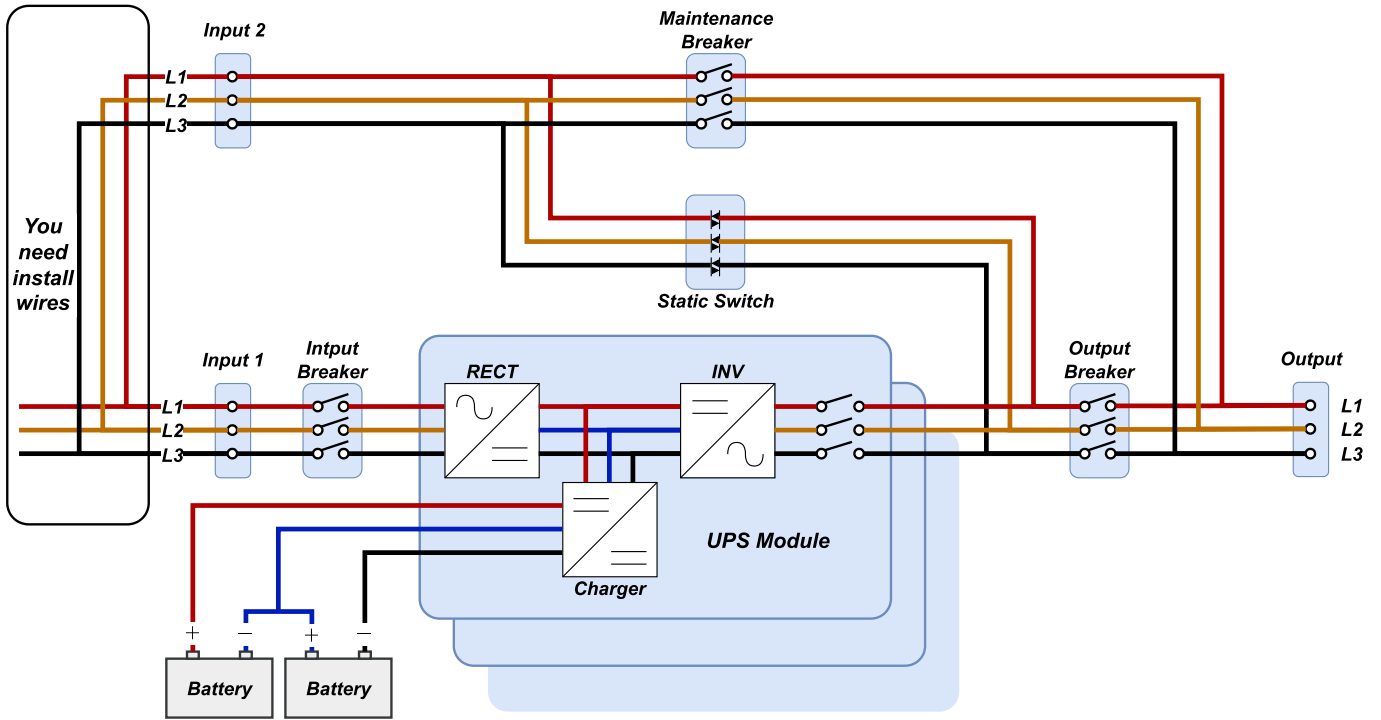 Input 2
Maintenance
Breaker
L1
L2
L3
You
need
install
wires
Static Switch
Input 1
Intput
Breaker
RECT
INV
Output
Breaker
Output
L1
L2
L3
L1
L2
L3
UPS Module
Charger
+
−
+
−
Battery
Battery